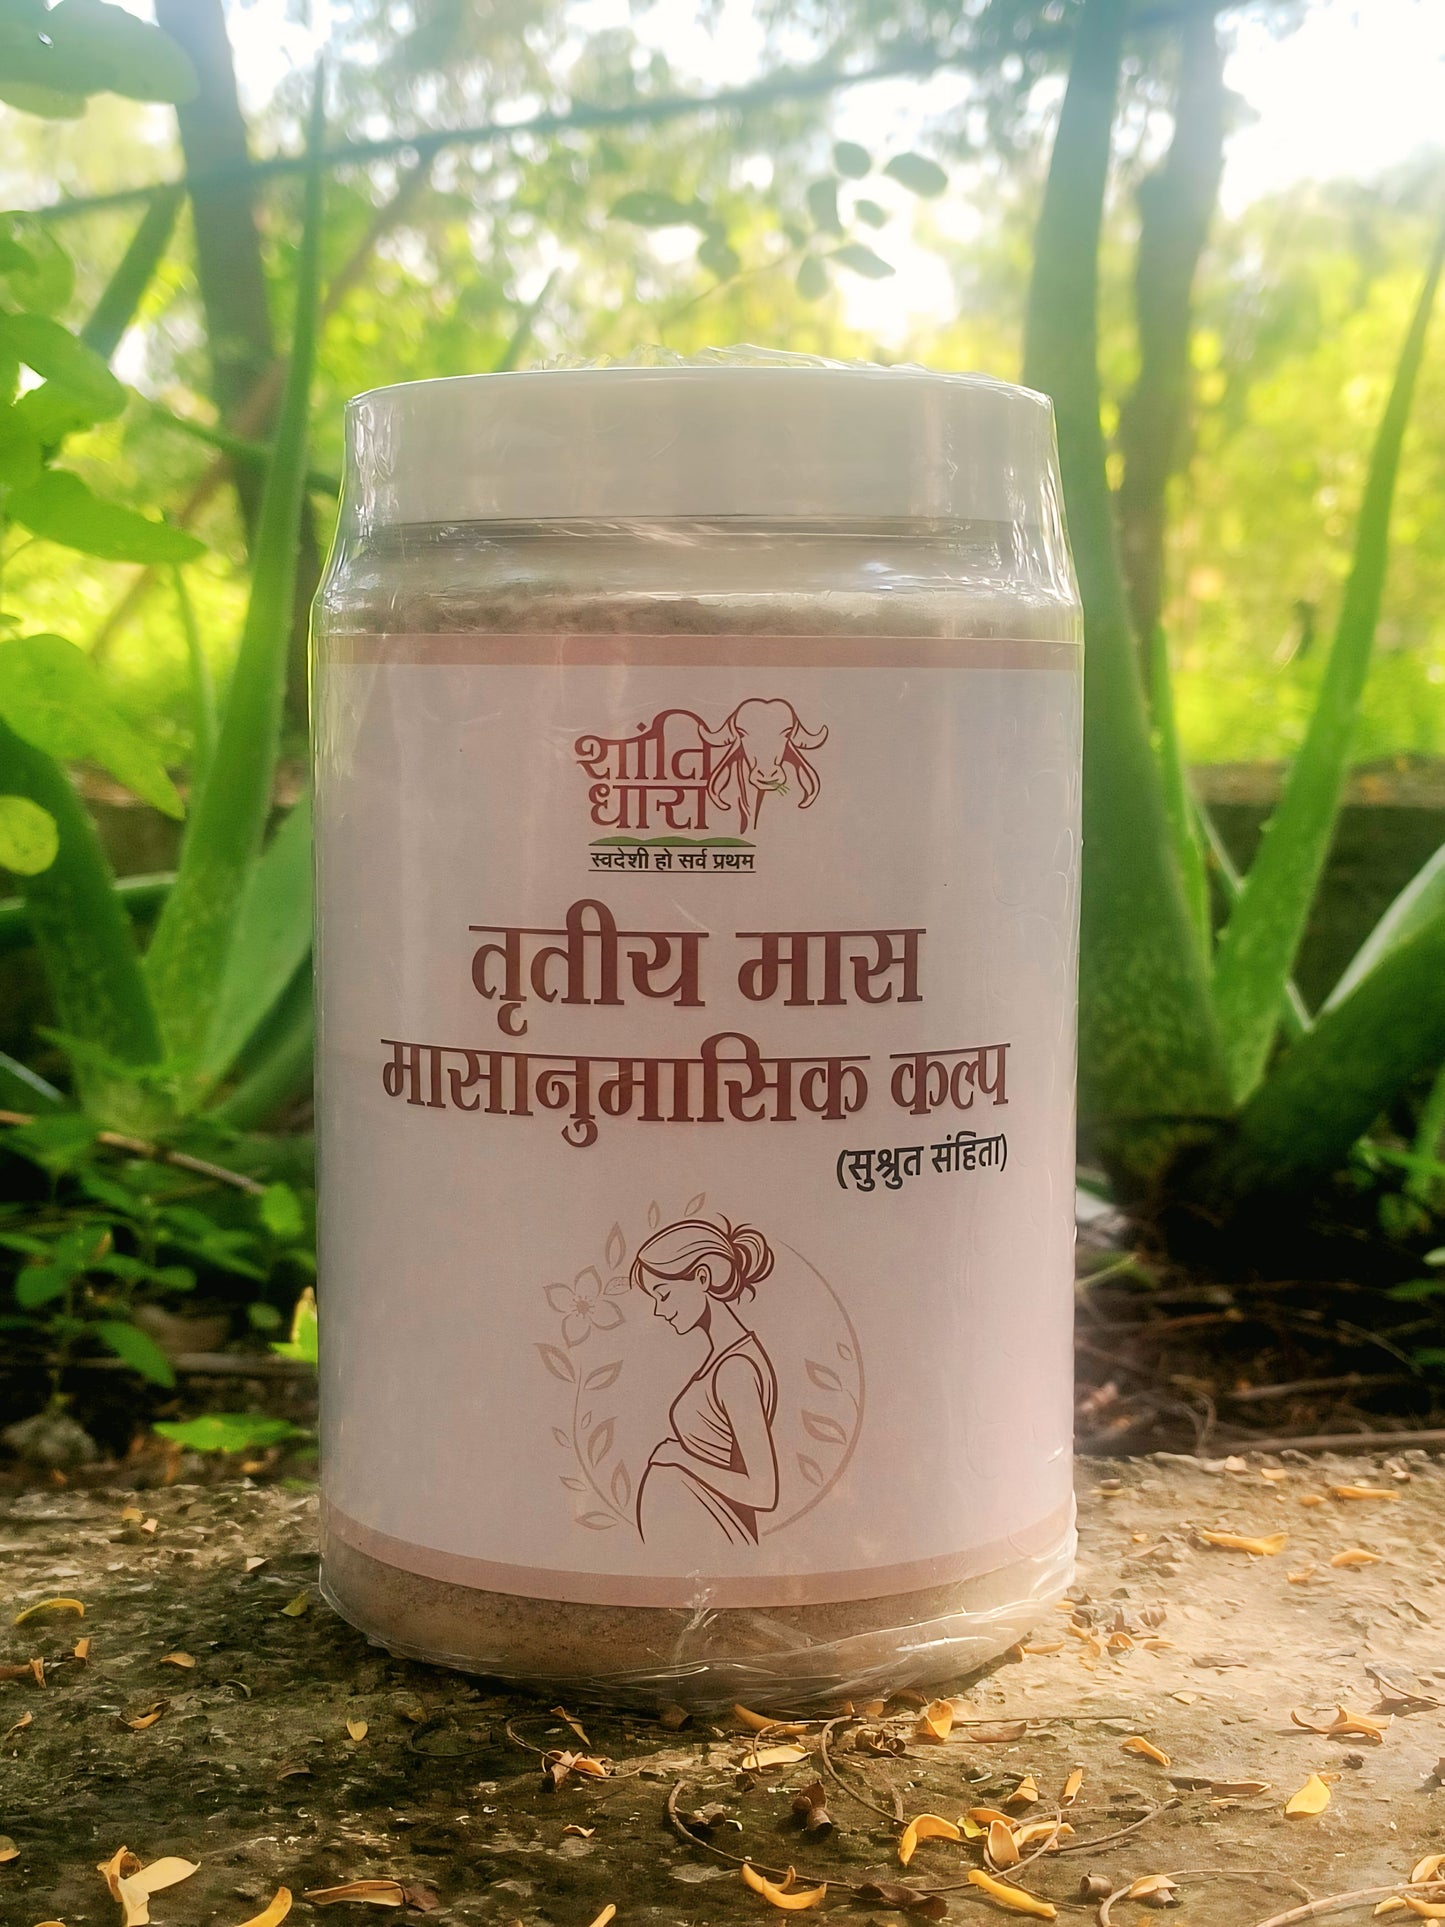 शांति
धारा
स्वदेशी हो सर्व प्रथम
तृतीय मास
मासानुमासिक कल्प
(सुश्रुत संहिता)